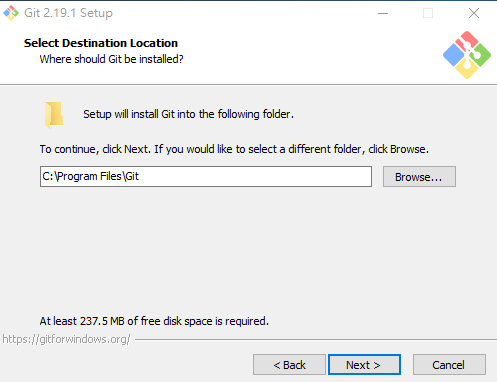 Git 2.19.1 Setup
Select Destination Location
Where should Git be installed?
Setup will install Git into the following folder.
To continue, click Next. If you would like to select a different folder, click Browse.
C:\Program Files\Git
Browse...
At least 237.5 MB of free disk space is required.
https://gitforwindows.org/
< Back
Next >
Cancel